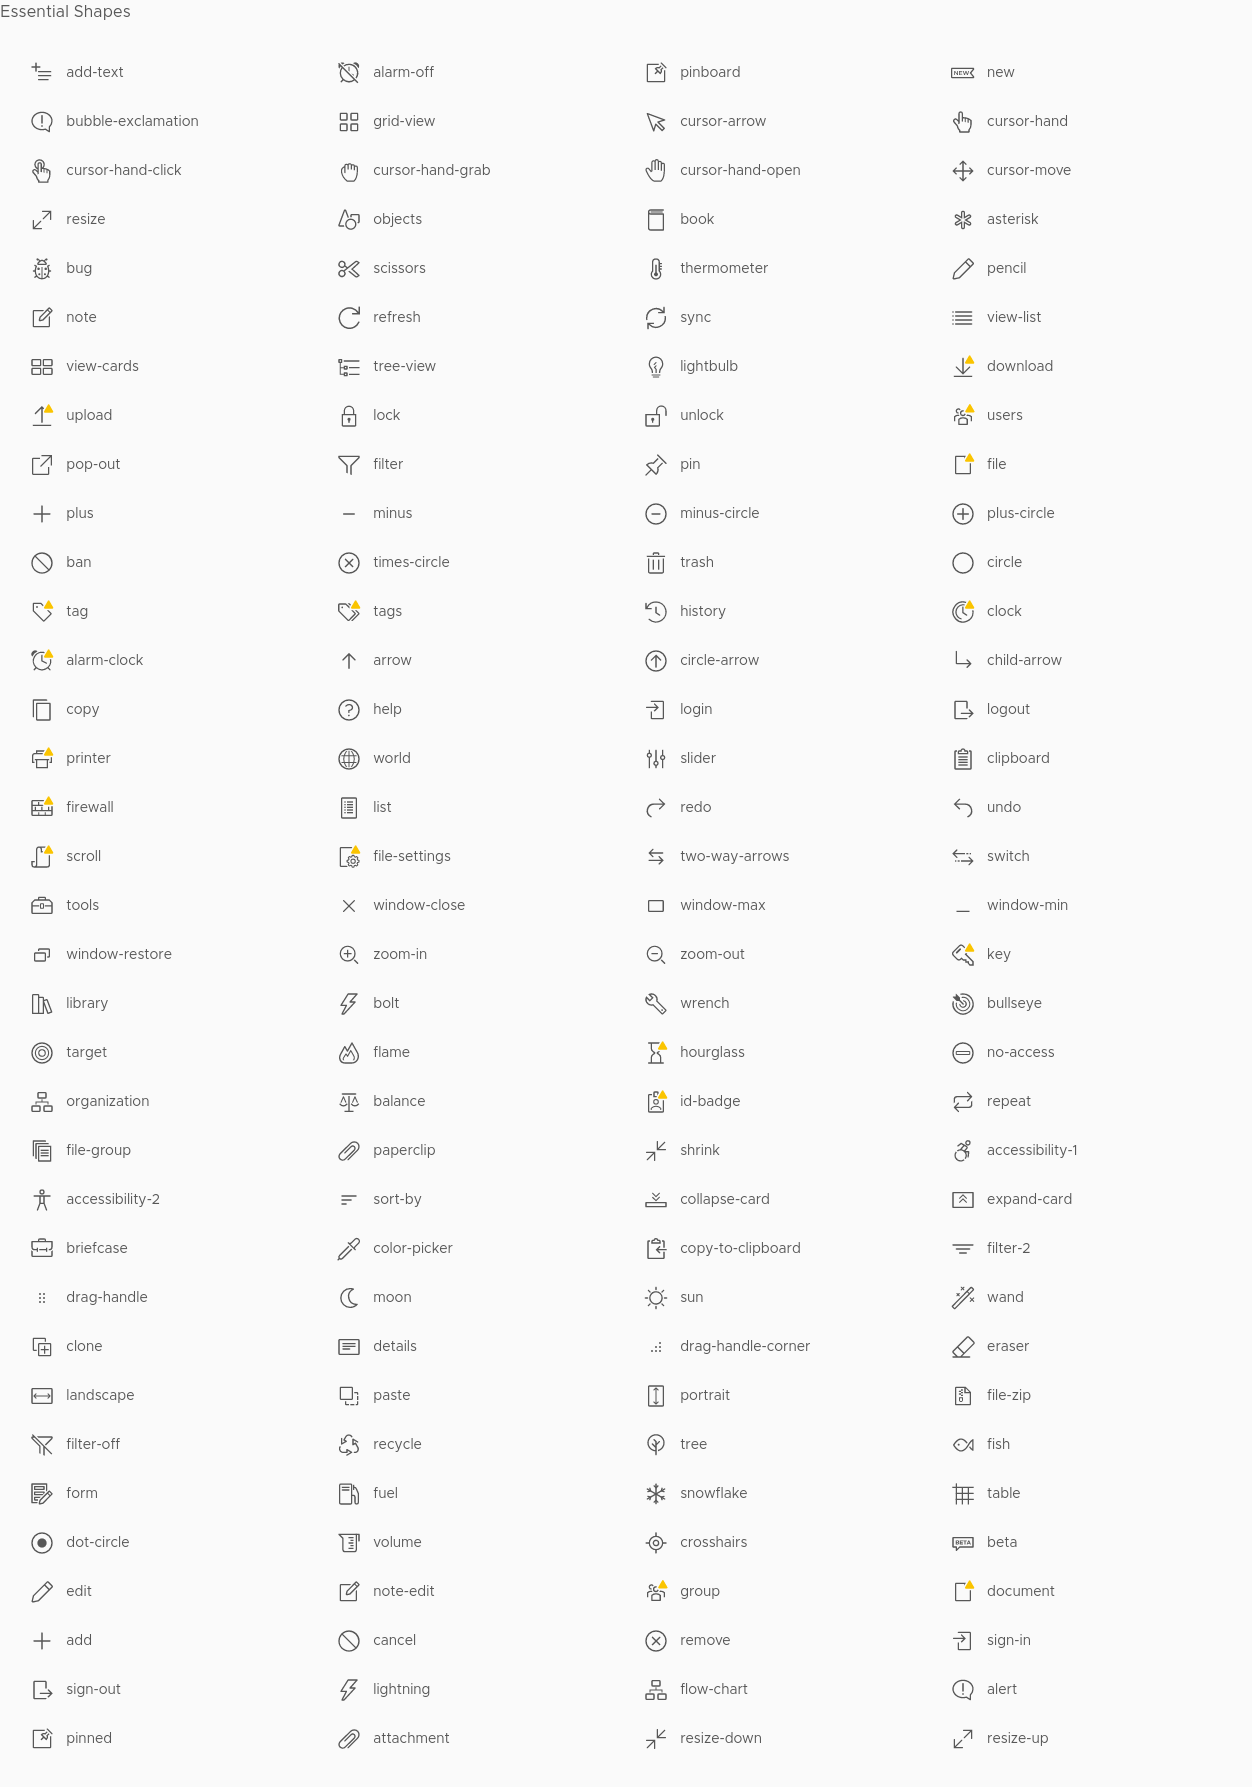 Essential Shapes
add-text alarm-off pinboard NEW new
bubble-exclamation grid-view cursor-arrow cursor-hand
cursor-hand-click cursor-hand-grab cursor-hand-open cursor-move
resize objects book asterisk
bug scissors thermometer pencil
note refresh sync view-list
view-cards tree-view lightbulb download
upload lock unlock users
pop-out filter pin file
plus minus minus-circle plus-circle
ban times-circle trash circle
tag tags history clock
alarm-clock arrow circle-arrow child-arrow
copy help login logout
printer world slider clipboard
firewall list redo undo
scroll file-settings two-way-arrows switch
tools window-close window-max window-min
window-restore zoom-in zoom-out key
library bolt wrench bullseye
target flame hourglass no-access
organization balance id-badge repeat
file-group paperclip shrink accessibility-1
accessibility-2 sort-by collapse-card expand-card
briefcase color-picker copy-to-clipboard filter-2
drag-handle moon sun wand
clone details drag-handle-corner eraser
landscape paste portrait file-zip
filter-off recycle tree fish
form fuel snowflake table
dot-circle volume crosshairs BETA beta
edit note-edit group document
add cancel remove sign-in
sign-out lightning flow-chart alert
pinned attachment resize-down resize-up